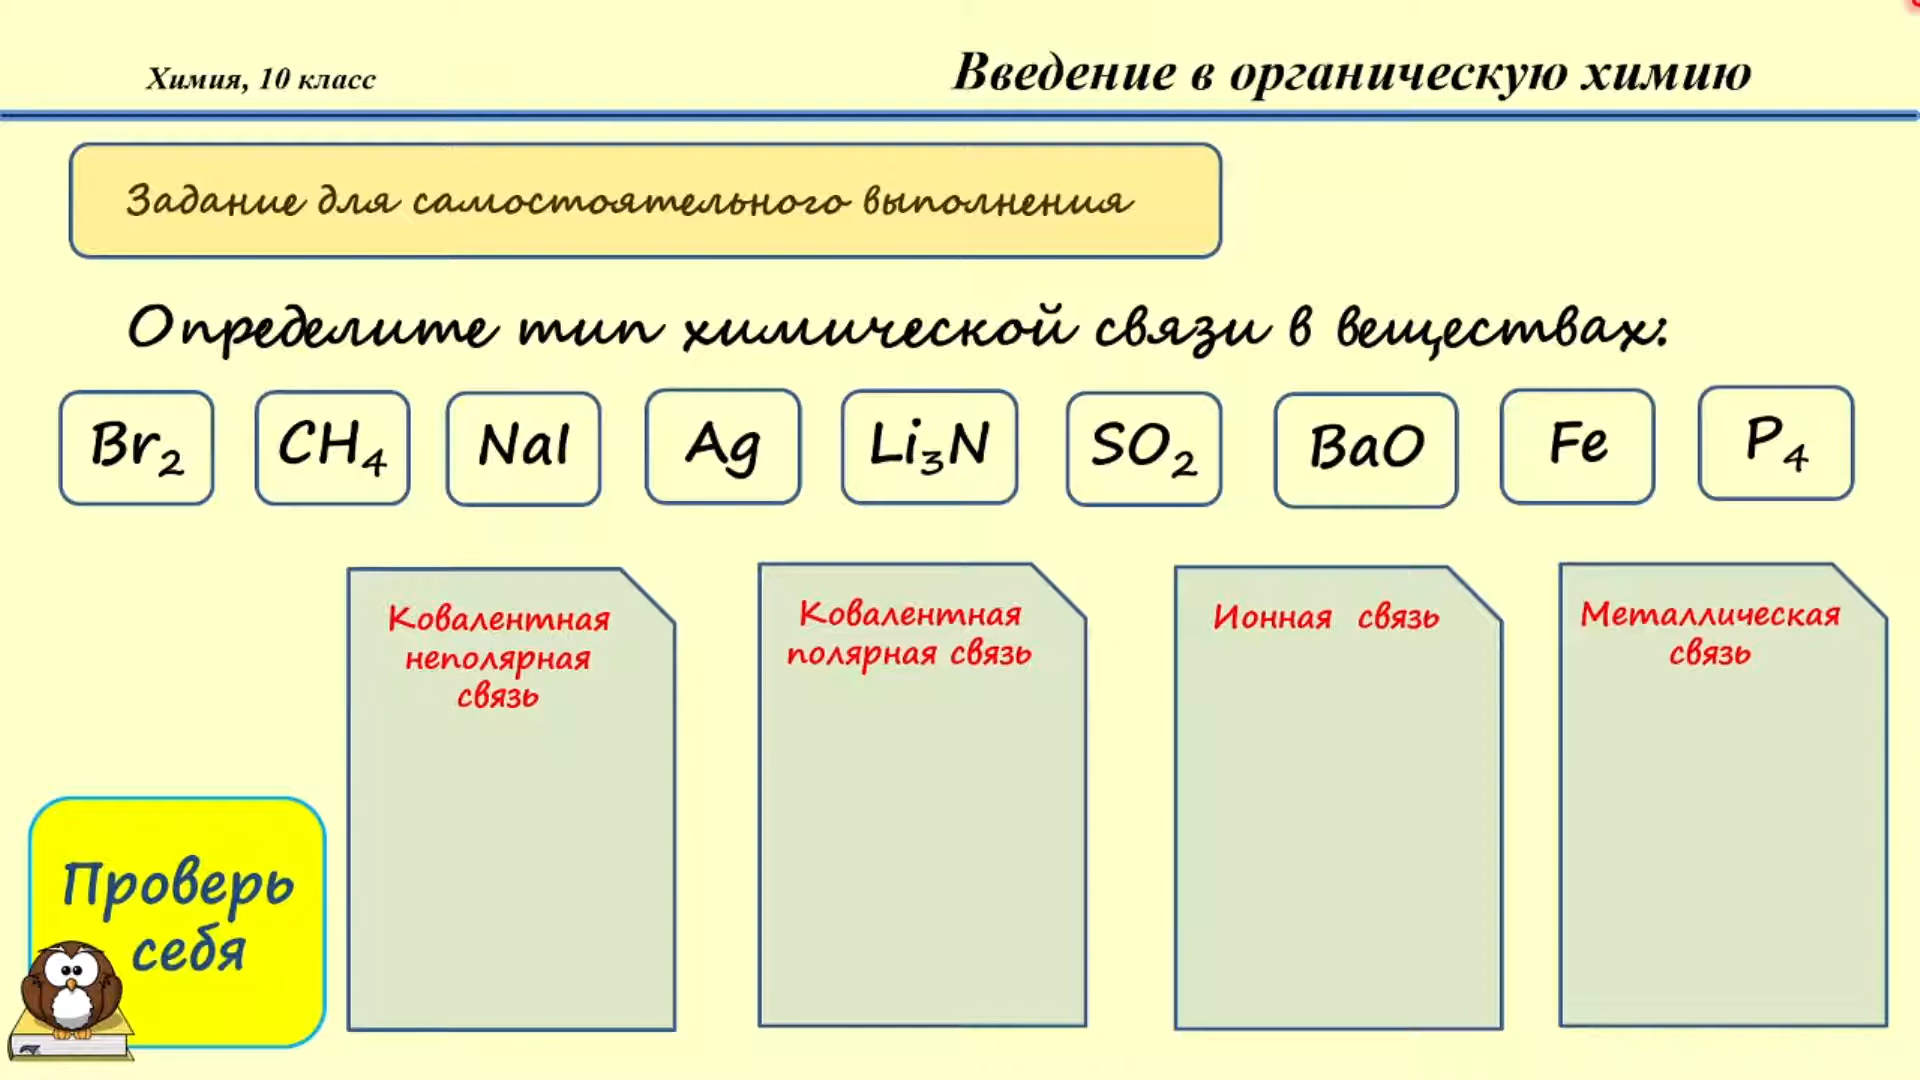 Химия, 10 класс
Введение в органическую химию
Задание для самостоятельного выполнения
Определите тип химической связи в веществах:
Br₂ CH₄ NaI Ag Li₃N SO₂ BaO Fe P₄
Ковалентная
неполярная
связь
Ковалентная
полярная связь
Ионная связь
Металлическая
связь
Проверь
себя